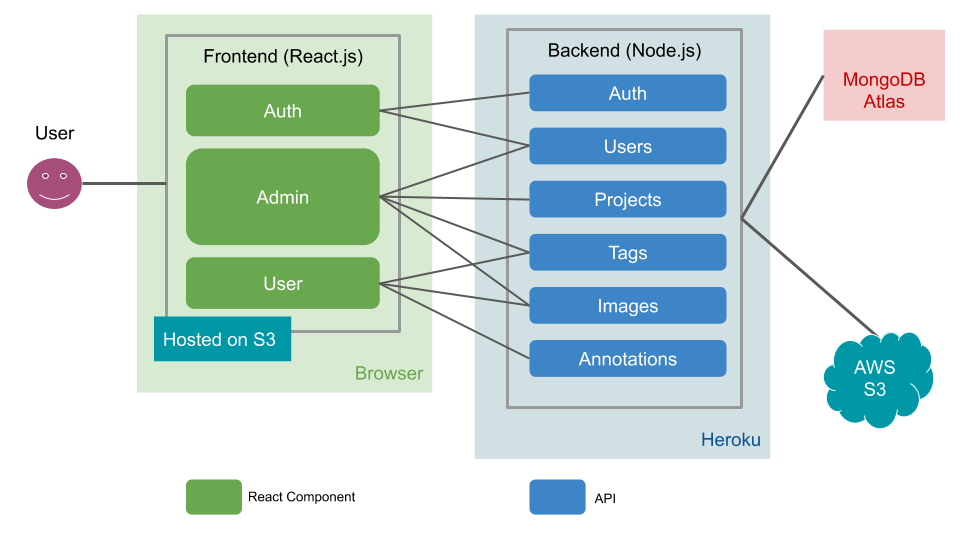 User
Frontend (React.js)
Auth
Admin
User
Hosted on S3
Browser
Backend (Node.js)
Auth
Users
Projects
Tags
Images
Annotations
Heroku
MongoDB
Atlas
AWS
S3
React Component
API